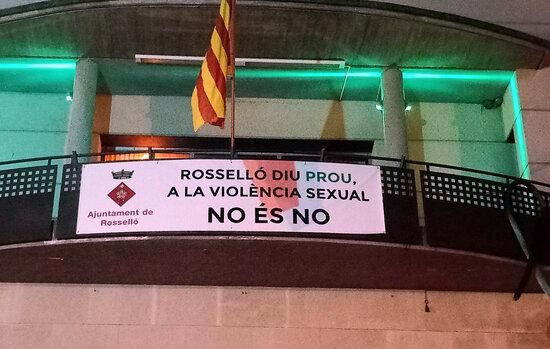 ROSSELLÓ DIU PROU,
A LA VIOLÈNCIA SEXUAL
NO ÉS NO
Ajuntament de
Rosselló